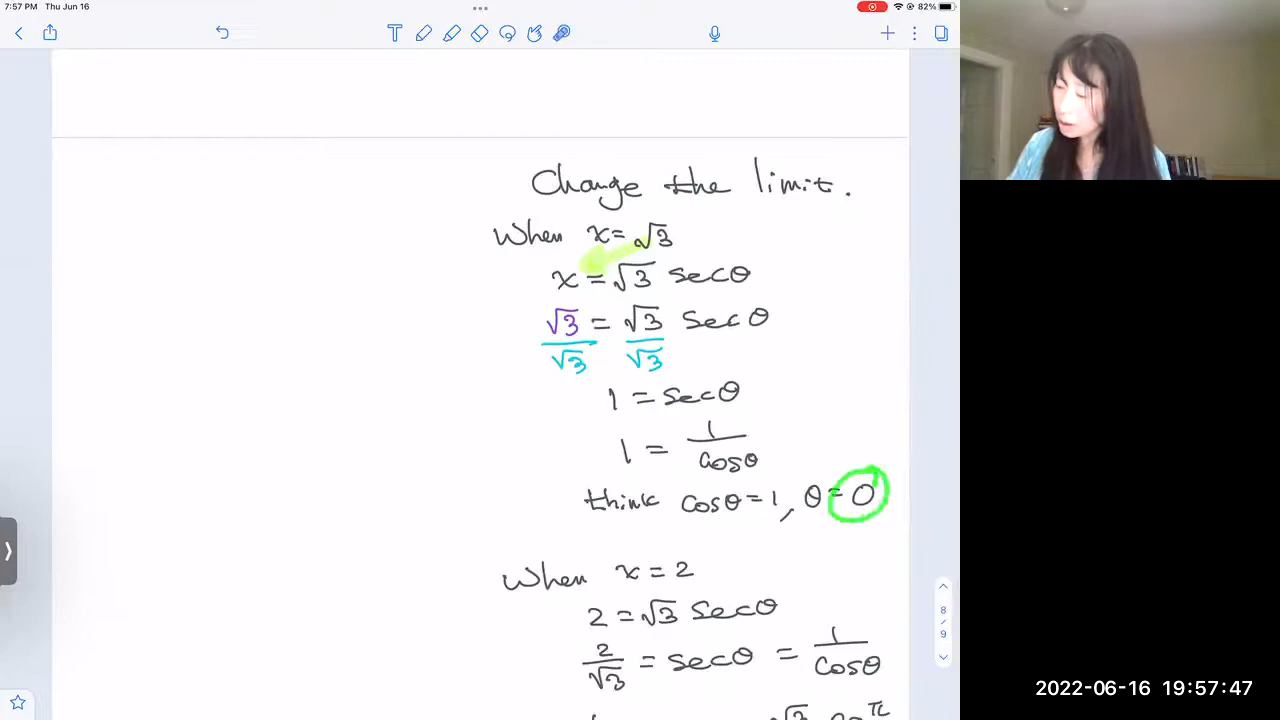 7:57 PM Thu Jun 16
82%
Change the limit.
When x=√3
x = √3 secθ
√3 = √3 secθ
√3 √3
1 = secθ
1 = 1/cosθ
think cosθ=1, θ=0
When x=2
2=√3 secθ
2/√3 = secθ = 1/cosθ
8/9
2022-06-16 19:57:47